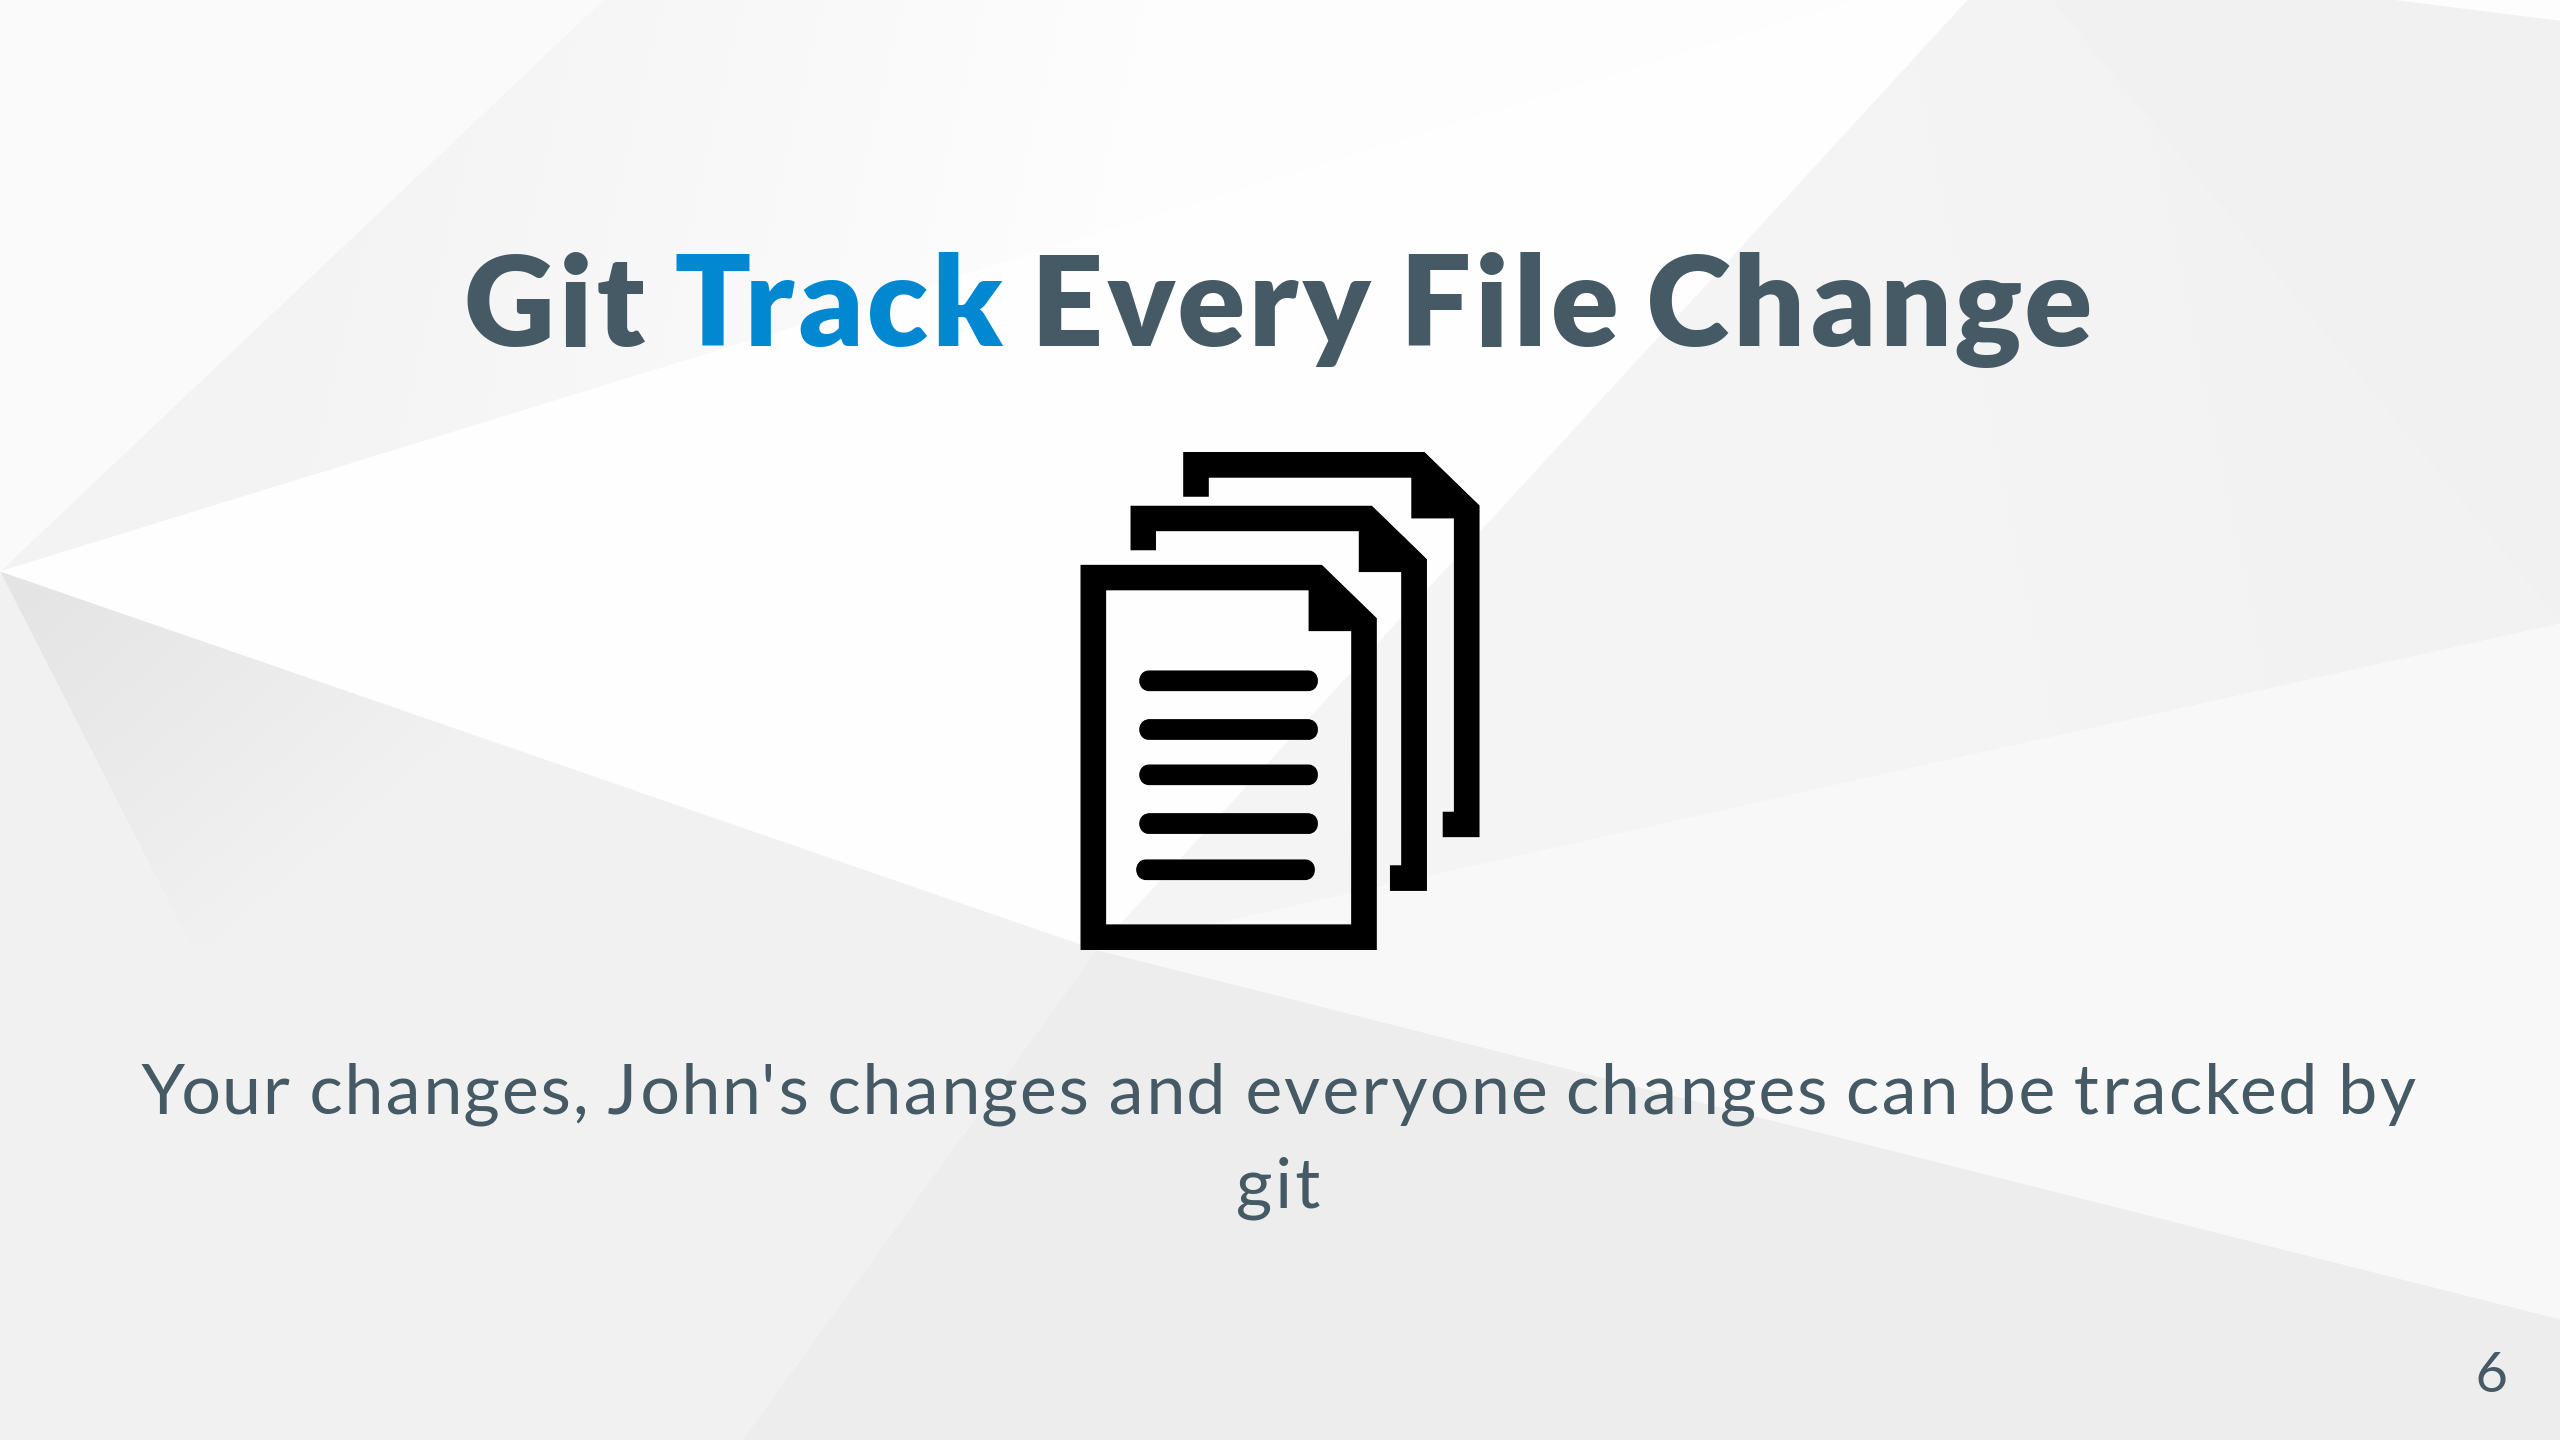 Git Track Every File Change
Your changes, John's changes and everyone changes can be tracked by
git
6